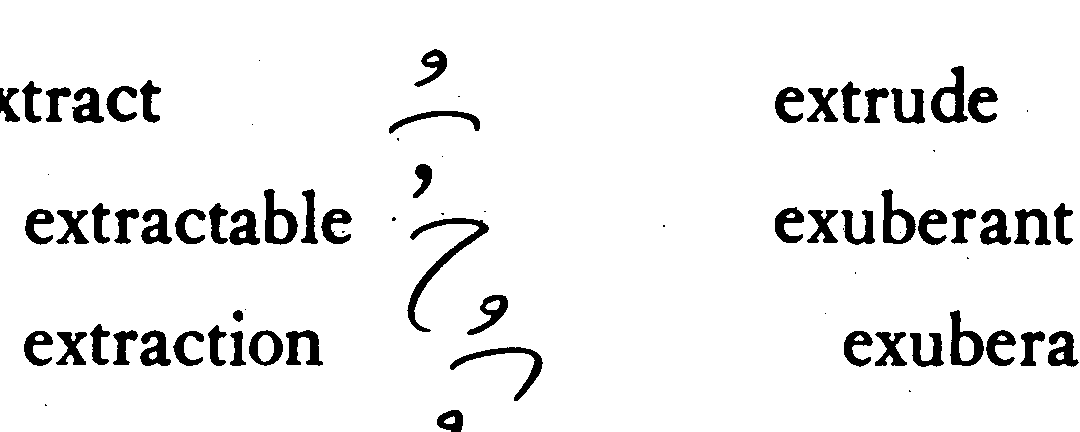 xtract
extractable
extraction
extrude
exuberant
exubera